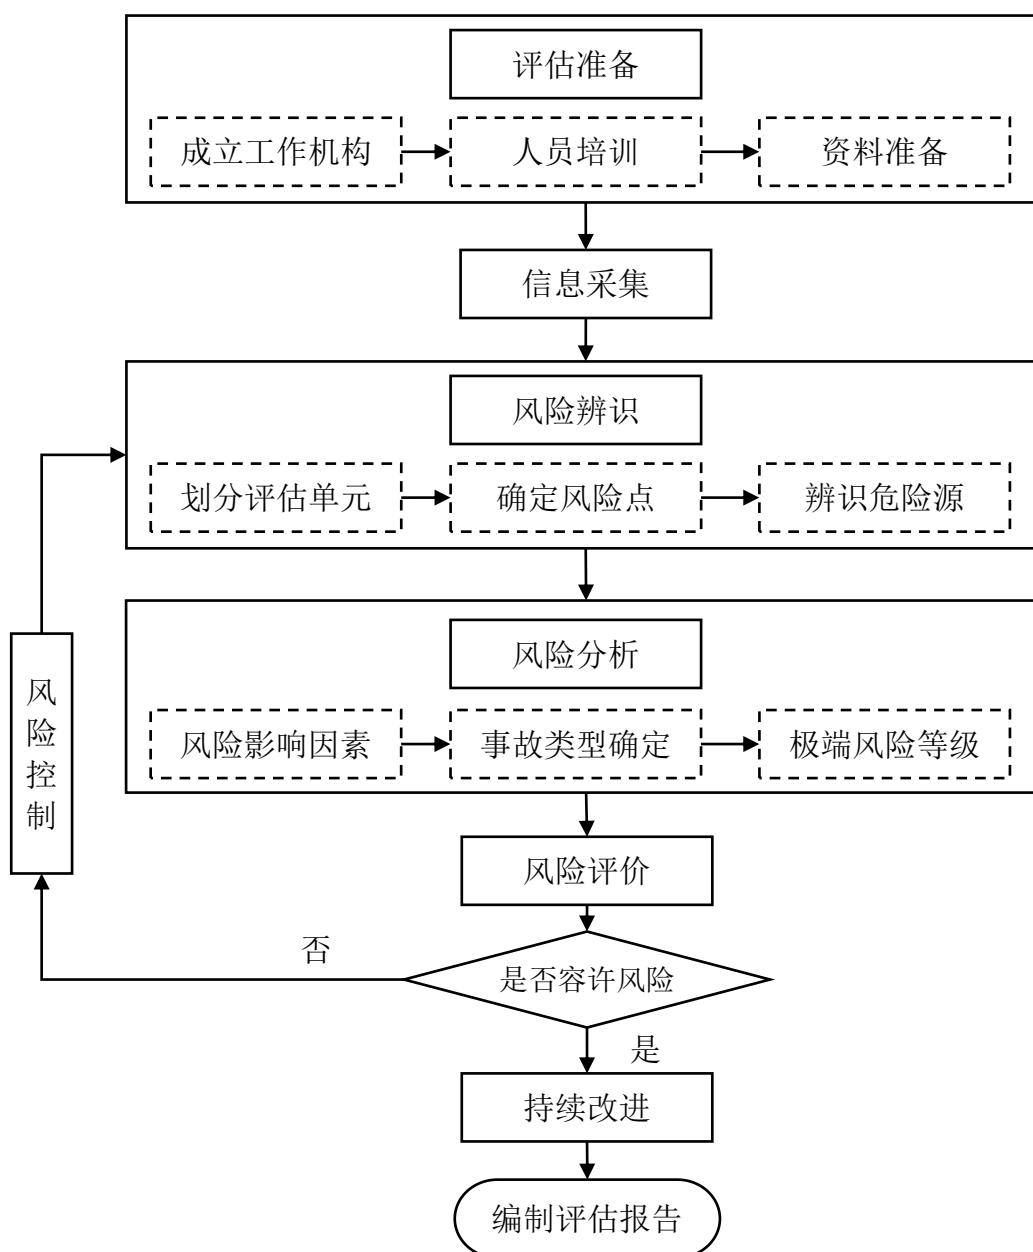 评估准备
成立工作机构
人员培训
资料准备
信息采集
风险辨识
划分评估单元
确定风险点
辨识危险源
风险分析
风险影响因素
事故类型确定
极端风险等级
风险控制
风险评价
否
是否容许风险
是
持续改进
编制评估报告